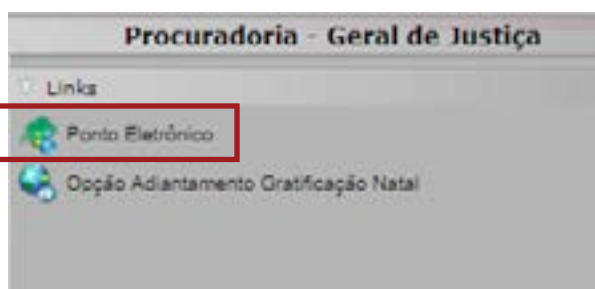 Procuradoria - Geral de Justiça
Links
Ponto Eletrônico
Opção Adiantamento Gratificação Natal